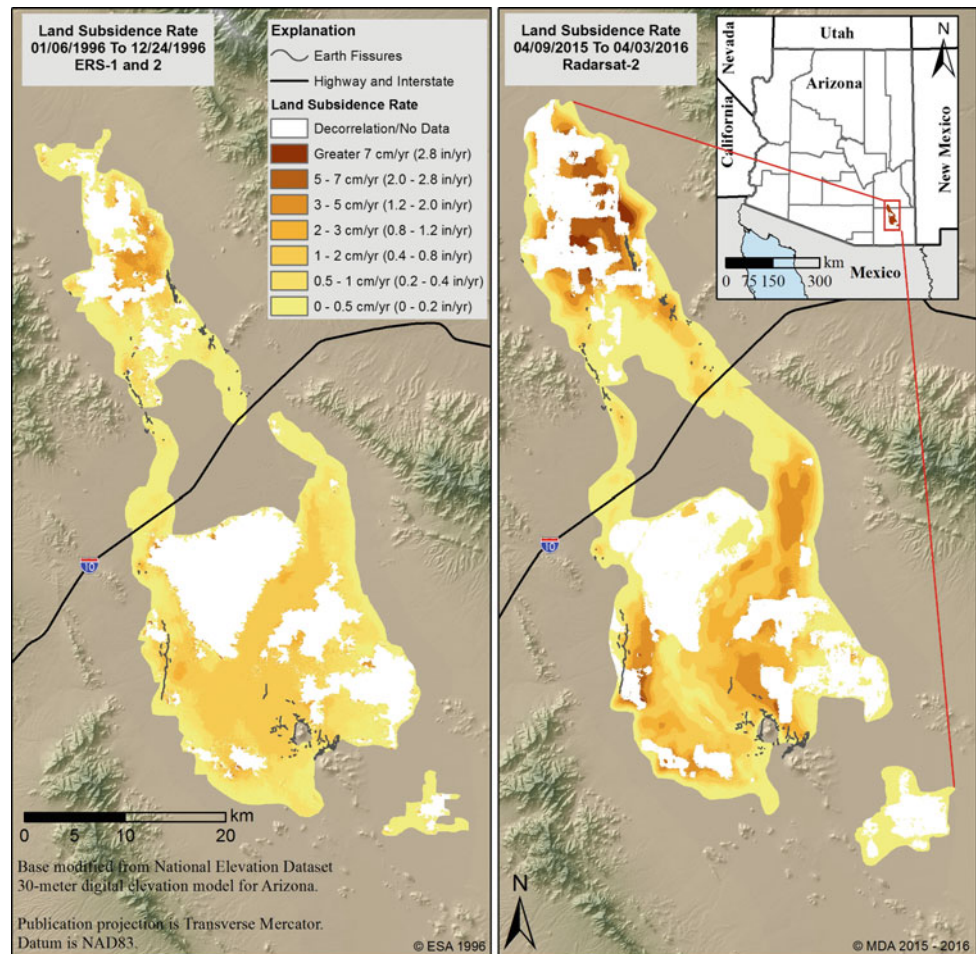 Land Subsidence Rate
01/06/1996 To 12/24/1996
ERS-1 and 2
Explanation
Earth Fissures
Highway and Interstate
Land Subsidence Rate
Decorrelation/No Data
Greater 7 cm/yr (2.8 in/yr)
5 - 7 cm/yr (2.0 - 2.8 in/yr)
3 - 5 cm/yr (1.2 - 2.0 in/yr)
2 - 3 cm/yr (0.8 - 1.2 in/yr)
1 - 2 cm/yr (0.4 - 0.8 in/yr)
0.5 - 1 cm/yr (0.2 - 0.4 in/yr)
0 - 0.5 cm/yr (0 - 0.2 in/yr)
10
km
0 5 10 20
Base modified from National Elevation Dataset
30-meter digital elevation model for Arizona.
Publication projection is Transverse Mercator.
Datum is NAD83.
© ESA 1996
Land Subsidence Rate
04/09/2015 To 04/03/2016
Radarsat-2
Nevada
Utah
N
Arizona
California
New Mexico
km
0 75 150 300
Mexico
10
N
© MDA 2015 - 2016